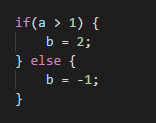 if(a > 1) {
    b = 2;
} else {
    b = -1;
}